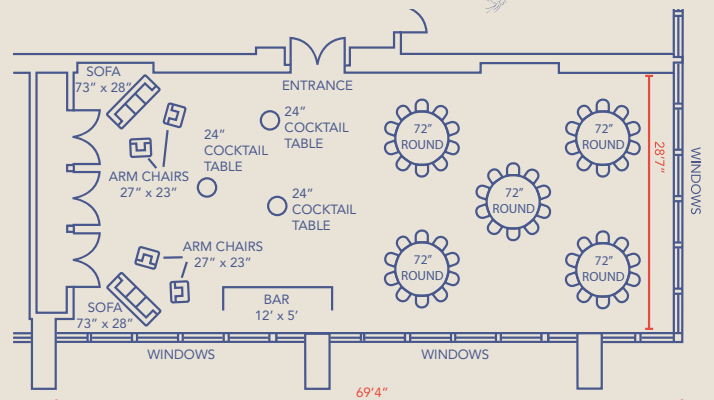 SOFA
73” x 28”
ENTRANCE
24”
COCKTAIL
TABLE
24”
COCKTAIL
TABLE
ARM CHAIRS
27” x 23”
24”
COCKTAIL
TABLE
72”
ROUND
72”
ROUND
72”
ROUND
28’7”
WINDOWS
ARM CHAIRS
27” x 23”
72”
ROUND
72”
ROUND
SOFA
73” x 28”
BAR
12’ x 5’
WINDOWS
WINDOWS
69’4”